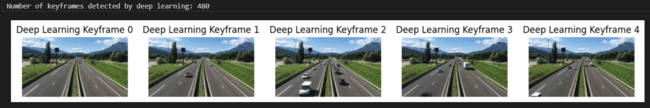 Number of keyframes detected by deep learning: 480
Deep Learning Keyframe 0 Deep Learning Keyframe 1 Deep Learning Keyframe 2 Deep Learning Keyframe 3 Deep Learning Keyframe 4